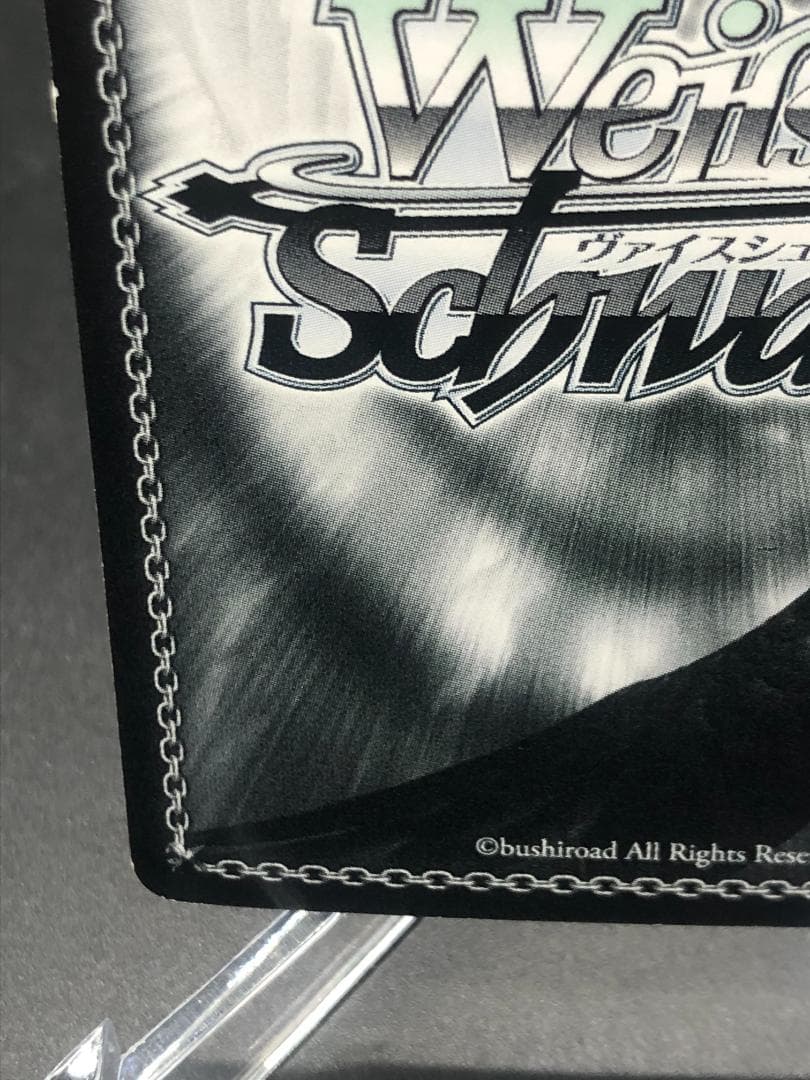 Weiß
Schwa
ヴァイスシュ
©bushiroad All Rights Rese